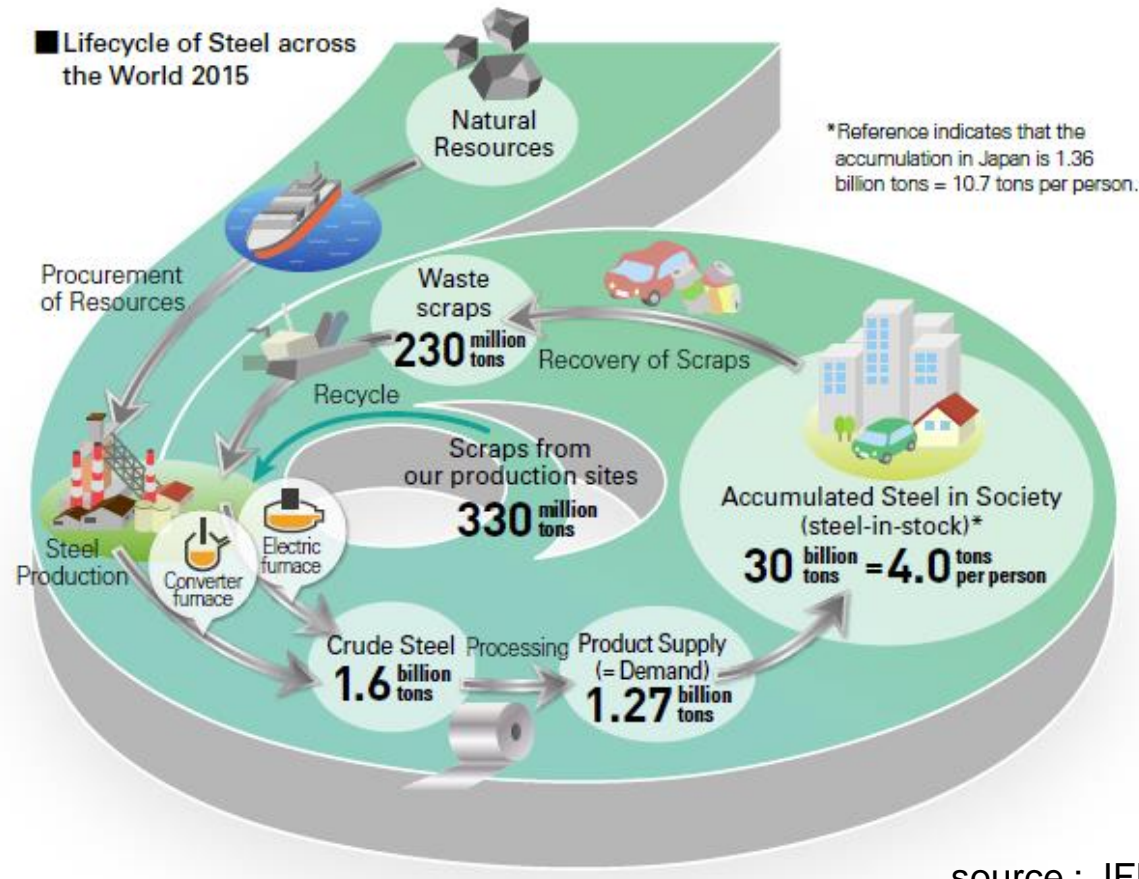 ■ Lifecycle of Steel across
the World 2015
Natural
Resources
*Reference indicates that the
accumulation in Japan is 1.36
billion tons = 10.7 tons per person.
Procurement
of Resources
Waste
scraps
230 million tons
Recovery of Scraps
Recycle
Scraps from
our production sites
330 million tons
Accumulated Steel in Society
(steel-in-stock)*
30 billion tons = 4.0 tons per person
Steel
Production
Converter
furnace
Electric
furnace
Crude Steel
1.6 billion tons
Processing
Product Supply
(= Demand)
1.27 billion tons
source :